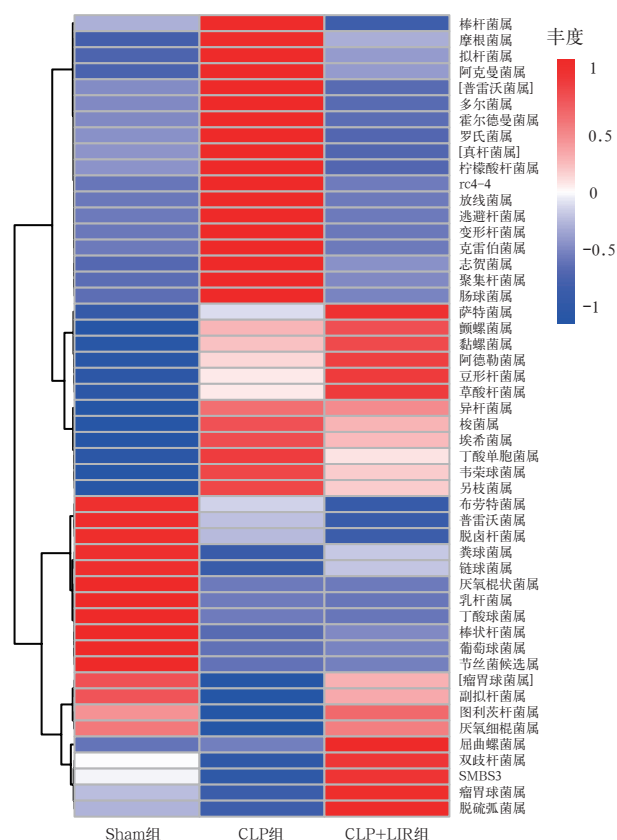 棒杆菌属
摩根菌属
拟杆菌属
阿克曼菌属
[普雷沃菌属]
多尔菌属
霍尔德曼菌属
罗氏菌属
[真杆菌属]
柠檬酸杆菌属
rc4-4
放线菌属
逃避杆菌属
变形杆菌属
克雷伯菌属
志贺菌属
聚集杆菌属
肠球菌属
萨特菌属
颤螺菌属
黏螺菌属
阿德勒菌属
豆形杆菌属
草酸杆菌属
异杆菌属
梭菌属
埃希菌属
丁酸单胞菌属
韦荣球菌属
另枝菌属
布劳特菌属
普雷沃菌属
脱卤杆菌属
粪球菌属
链球菌属
厌氧棍状菌属
乳杆菌属
丁酸球菌属
棒状杆菌属
葡萄球菌属
节丝菌候选属
[瘤胃球菌属]
副拟杆菌属
图利茨杆菌属
厌氧细棍菌属
屈曲螺菌属
双歧杆菌属
SMBS3
瘤胃球菌属
脱硫弧菌属
丰度
1
0.5
0
-0.5
-1
Sham组 CLP组 CLP+LIR组